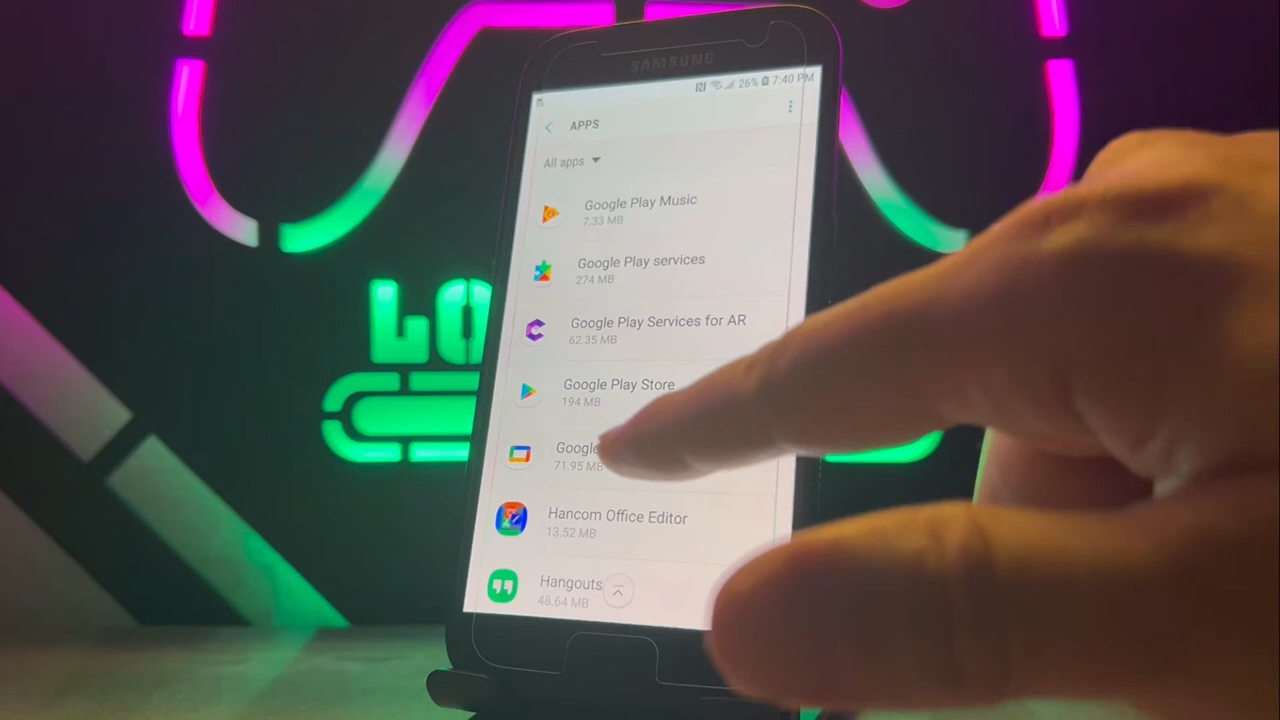 SAMSUNG
26% 7:40 PM
APPS
All apps
Google Play Music
7.33 MB
Google Play services
274 MB
Google Play Services for AR
62.35 MB
Google Play Store
194 MB
Google
71.95 MB
Hancom Office Editor
13.52 MB
Hangouts
48.64 MB
LO